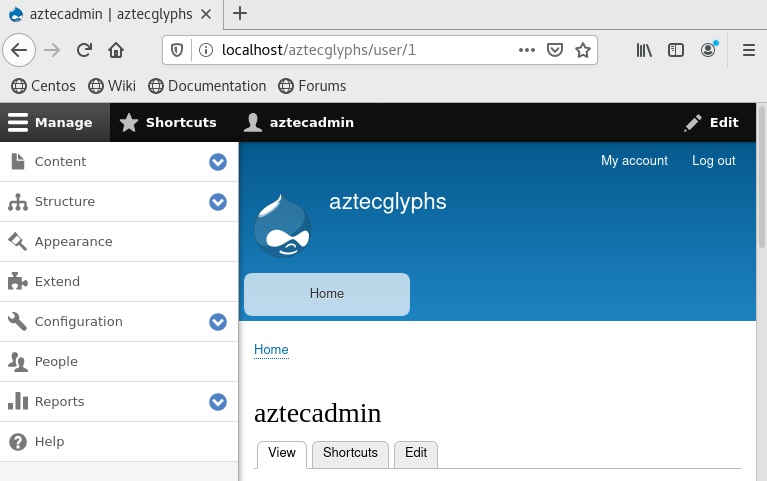 aztecadmin | aztecglyphs
localhost/aztecglyphs/user/1
Centos Wiki Documentation Forums
Manage Shortcuts aztecadmin Edit
Content
Structure
Appearance
Extend
Configuration
People
Reports
Help
My account Log out
aztecglyphs
Home
Home
aztecadmin
View Shortcuts Edit